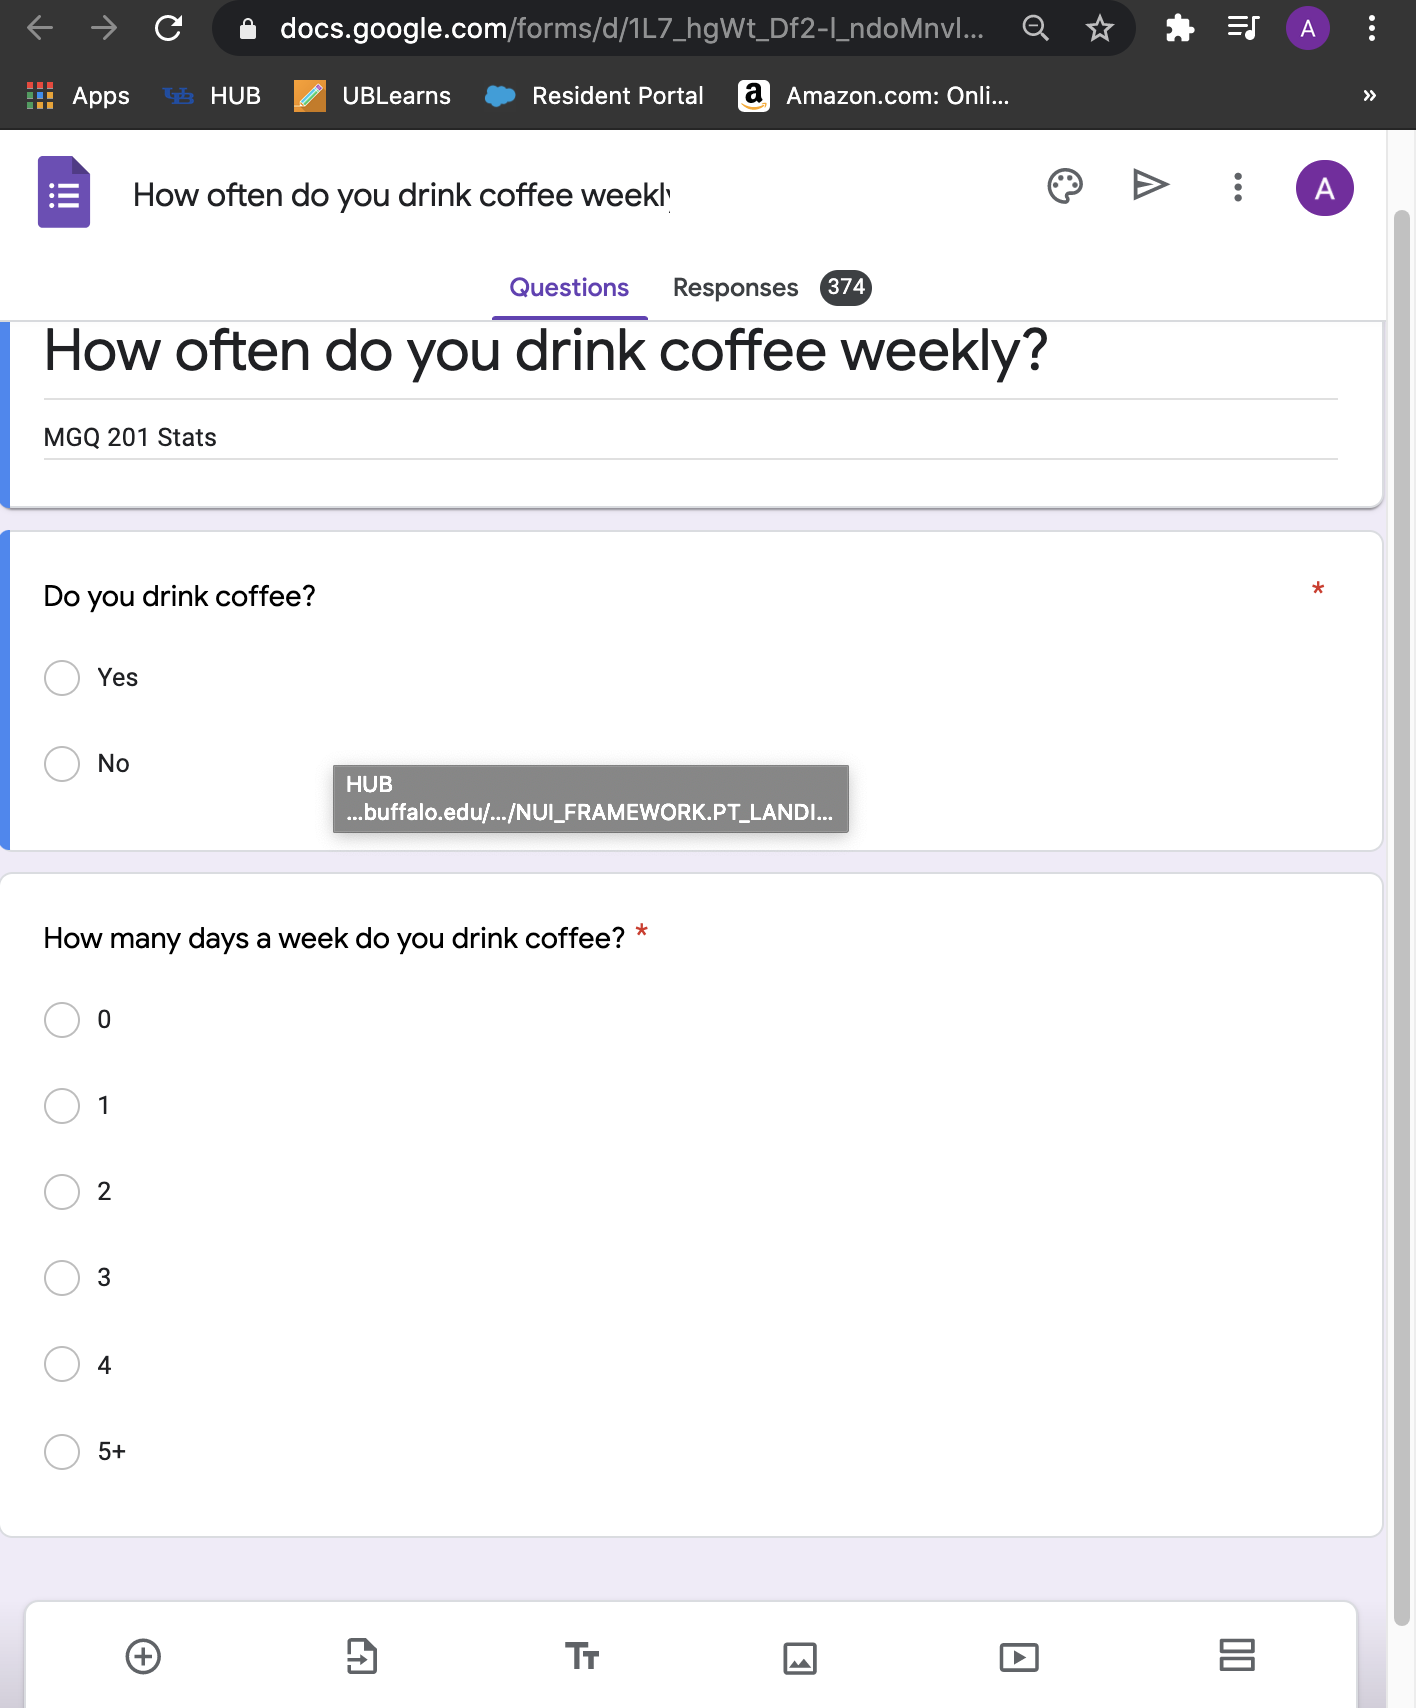 docs.google.com/forms/d/1L7_hgWt_Df2-l_ndoMnvl...
A
Apps
HUB
UBLearns
Resident Portal
a
Amazon.com: Onli...
»
How often do you drink coffee weekly
A
Questions
Responses
374
How often do you drink coffee weekly?
MGQ 201 Stats
Do you drink coffee?
*
Yes
No
HUB
...buffalo.edu/.../NUI_FRAMEWORK.PT_LANDI...
How many days a week do you drink coffee? *
0
1
2
3
4
5+
Tт